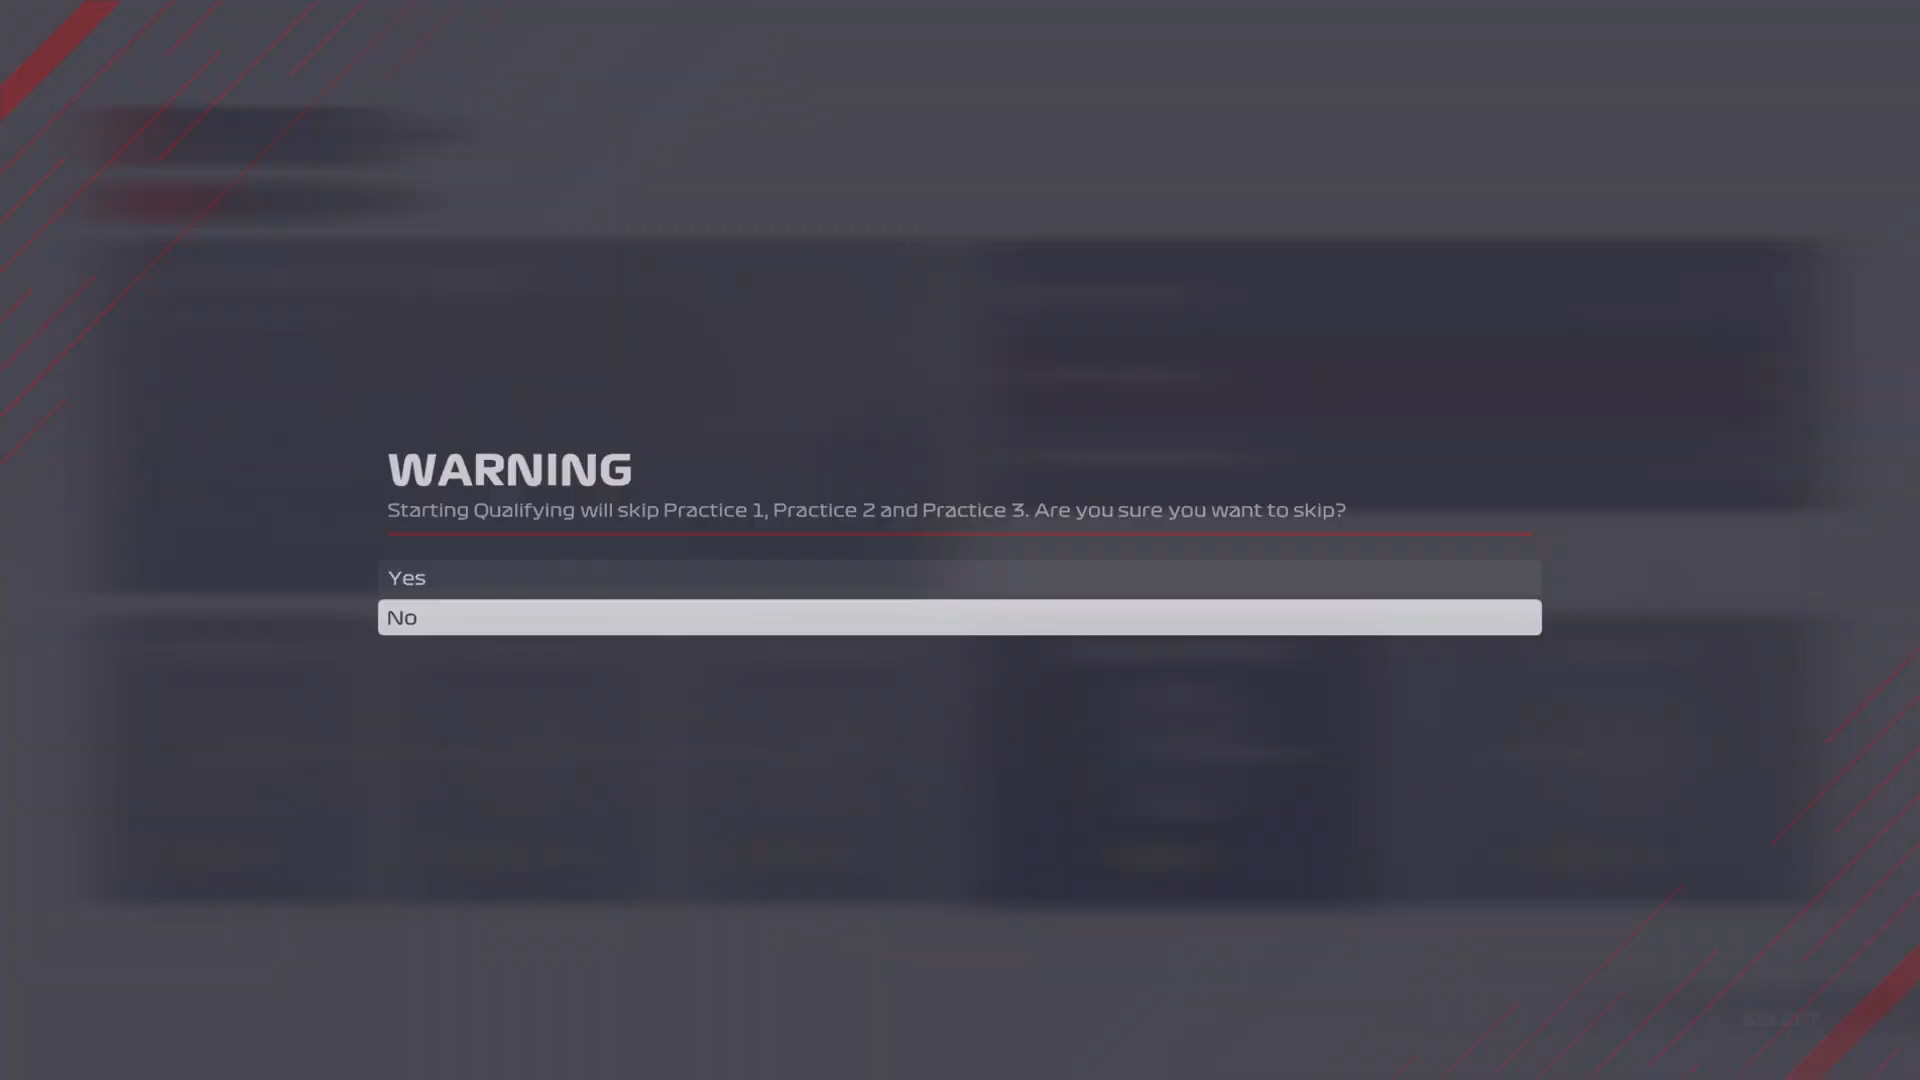 WARNING
Starting Qualifying will skip Practice 1, Practice 2 and Practice 3. Are you sure you want to skip?
Yes
No